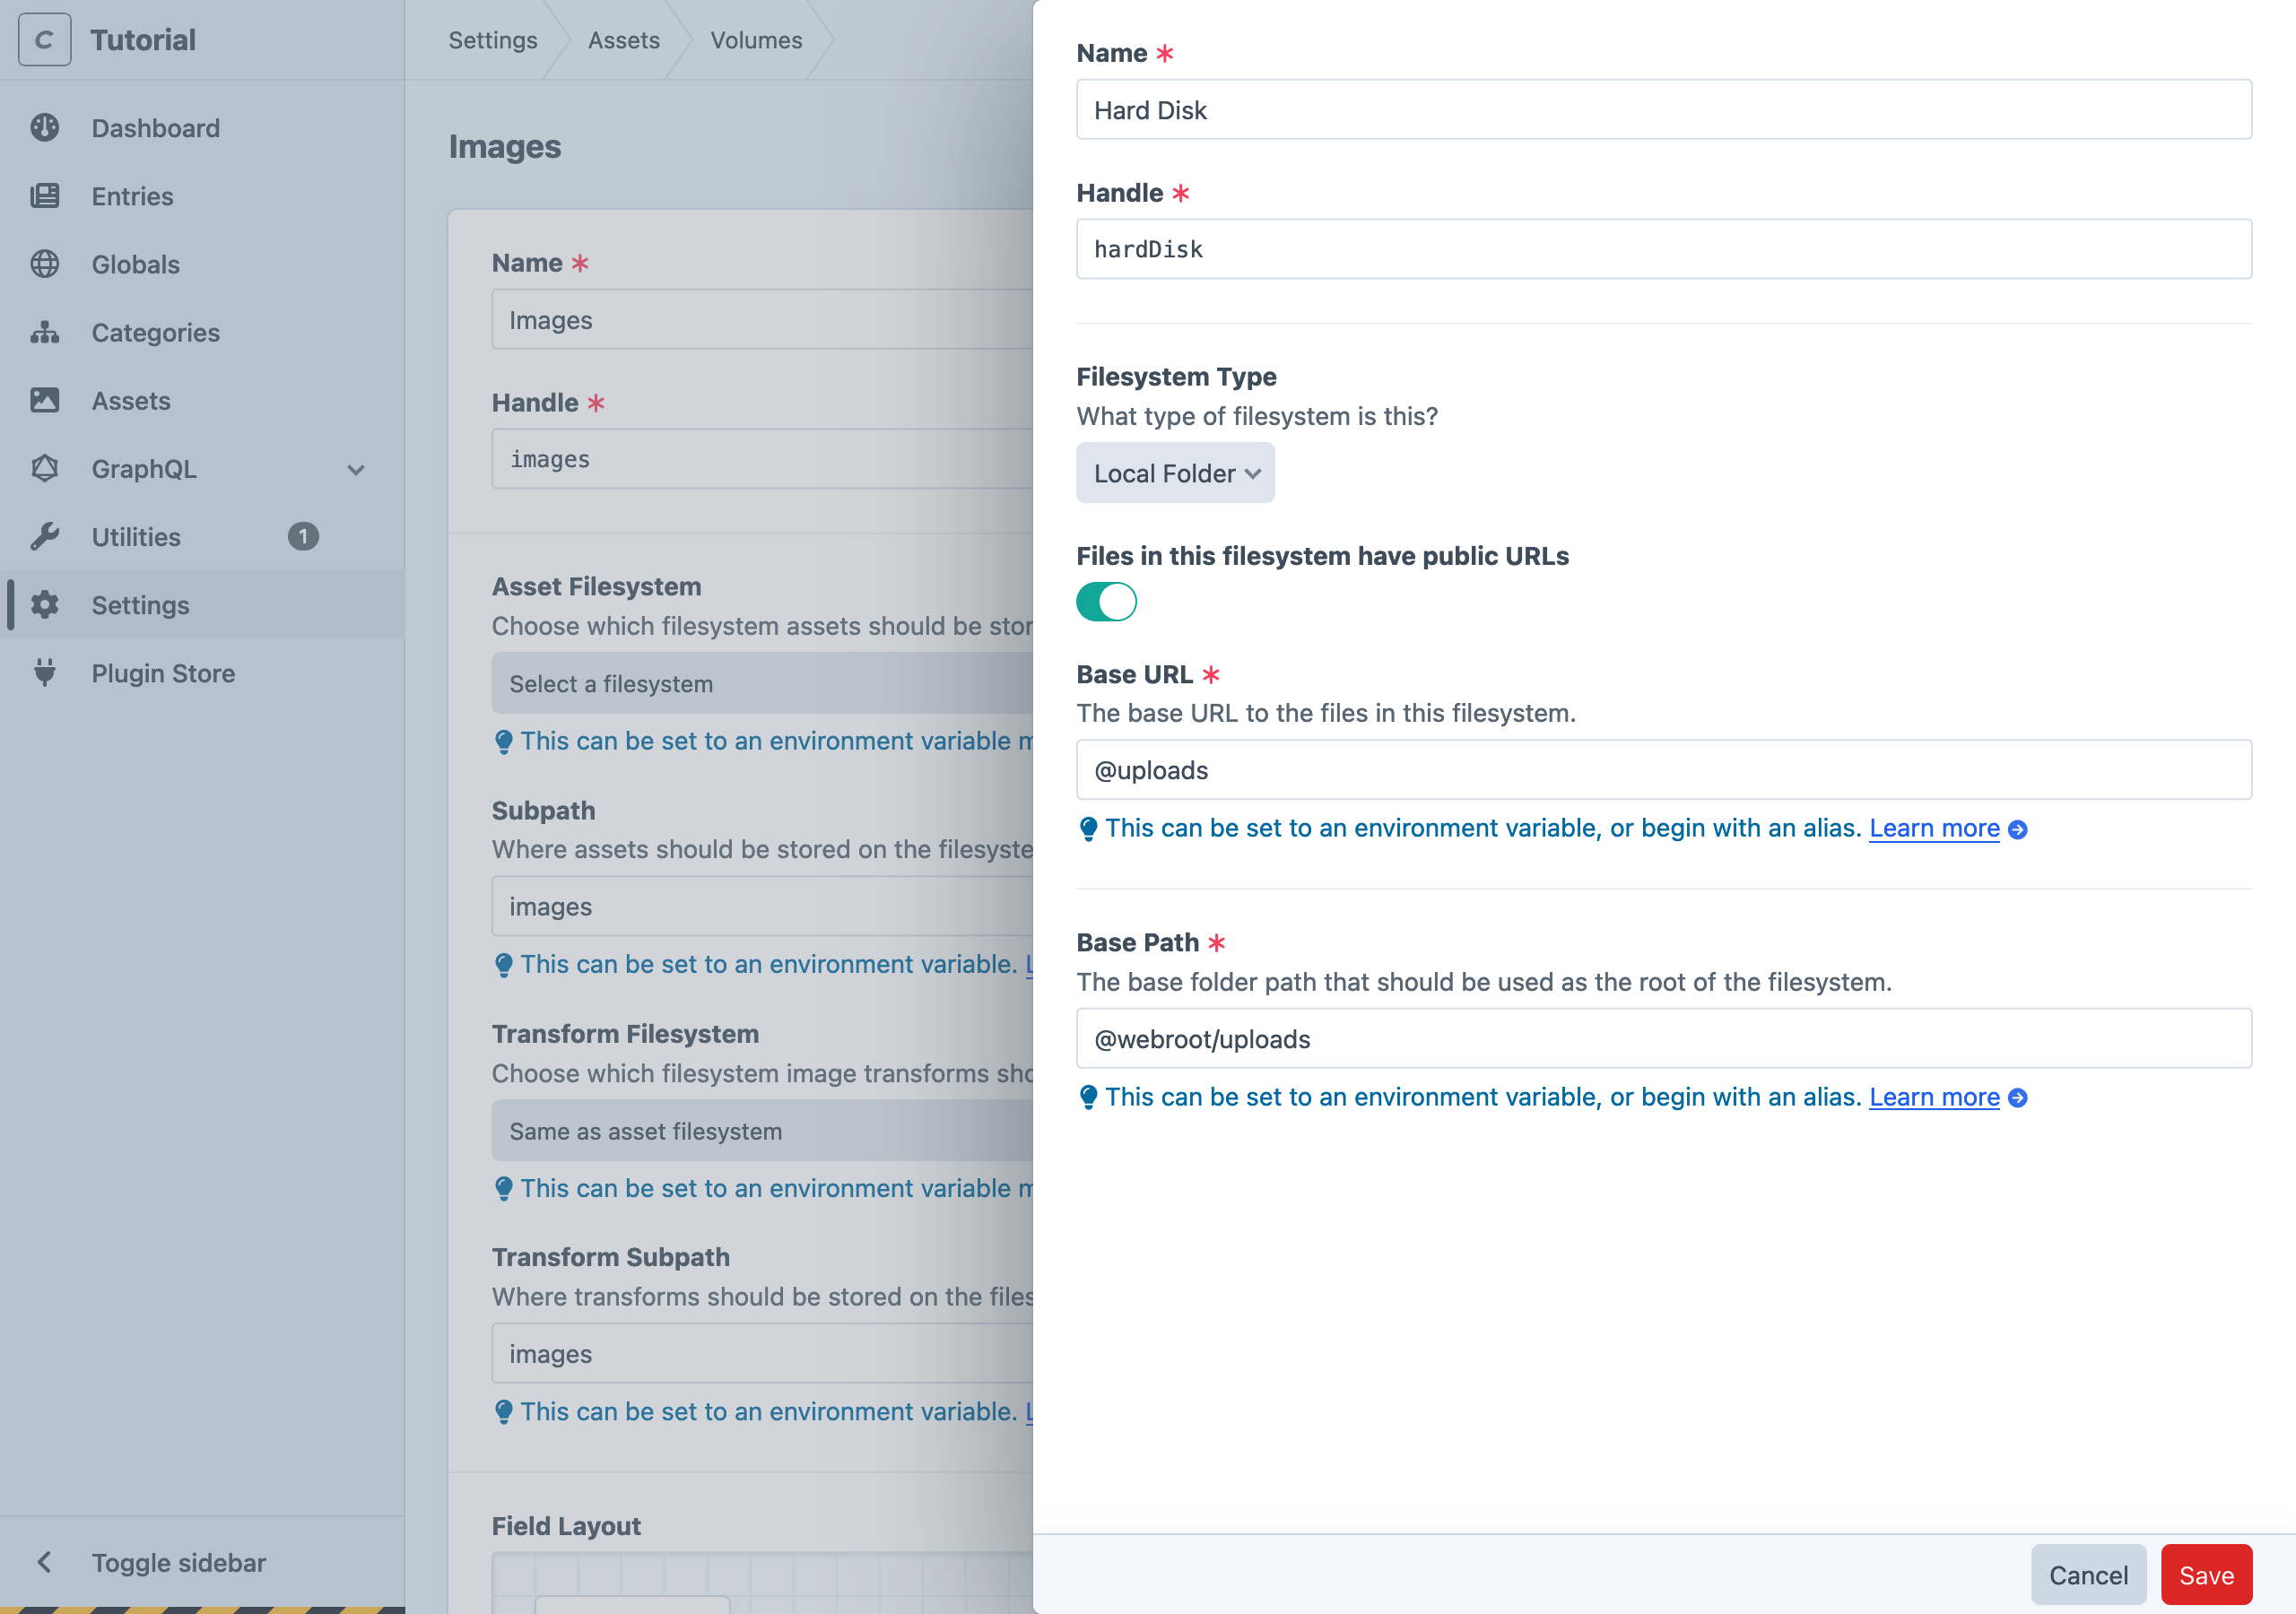 C Tutorial
Dashboard
Entries
Globals
Categories
Assets
GraphQL
Utilities 1
Settings
Plugin Store
Toggle sidebar
Settings Assets Volumes
Images
Name *
Images
Handle *
images
Asset Filesystem
Choose which filesystem assets should be stor
Select a filesystem
This can be set to an environment variable m
Subpath
Where assets should be stored on the filesyste
images
This can be set to an environment variable. L
Transform Filesystem
Choose which filesystem image transforms sho
Same as asset filesystem
This can be set to an environment variable m
Transform Subpath
Where transforms should be stored on the files
images
This can be set to an environment variable. L
Field Layout
Name *
Hard Disk
Handle *
hardDisk
Filesystem Type
What type of filesystem is this?
Local Folder
Files in this filesystem have public URLs
Base URL *
The base URL to the files in this filesystem.
@uploads
This can be set to an environment variable, or begin with an alias. Learn more
Base Path *
The base folder path that should be used as the root of the filesystem.
@webroot/uploads
This can be set to an environment variable, or begin with an alias. Learn more
Cancel Save